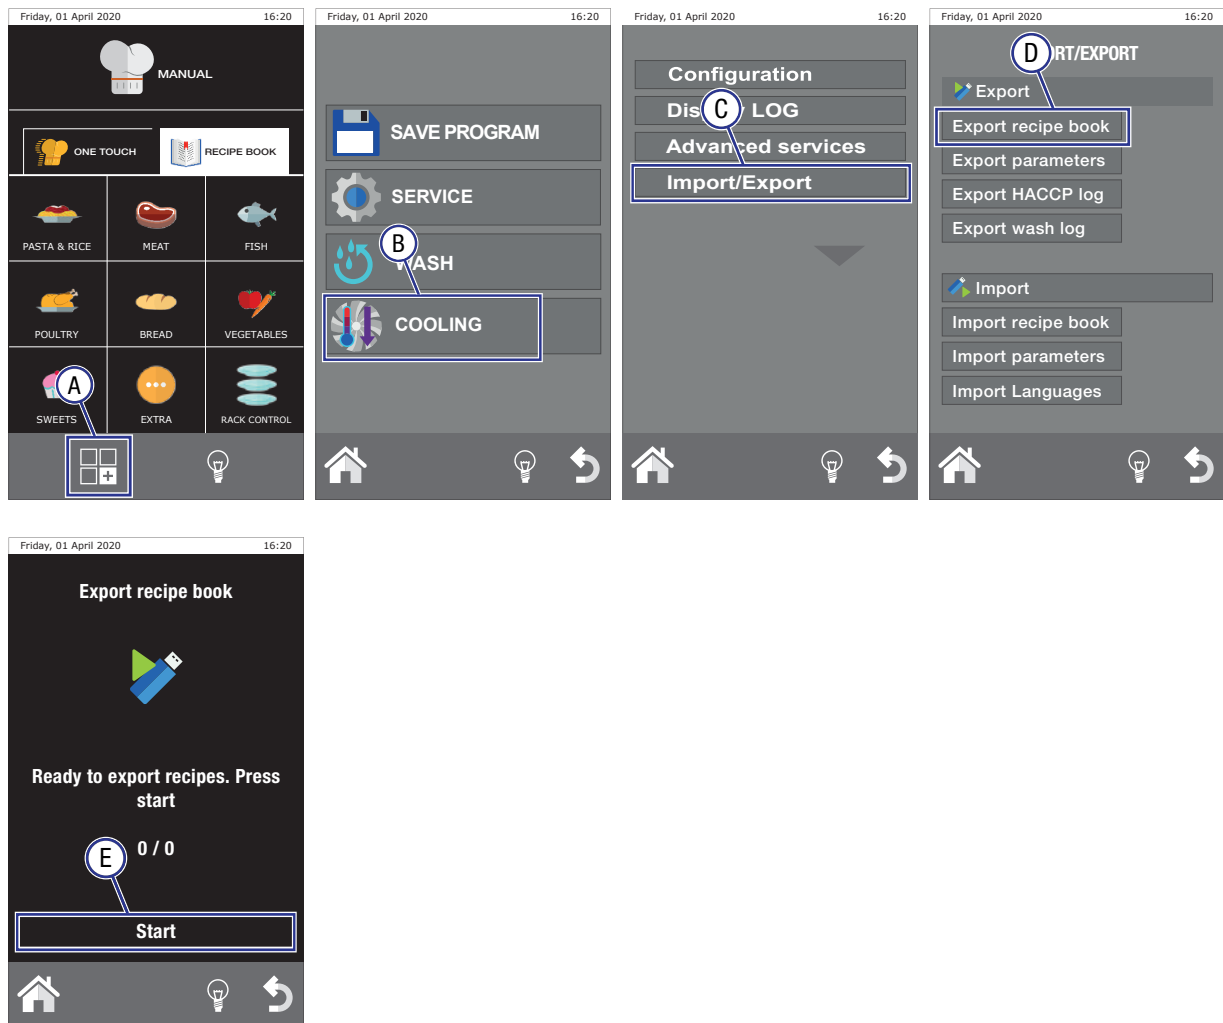 Friday, 01 April 2020 16:20
MANUAL
ONE TOUCH
RECIPE BOOK
PASTA & RICE
MEAT
FISH
POULTRY
BREAD
VEGETABLES
SWEETS
EXTRA
RACK CONTROL
A
Friday, 01 April 2020 16:20
SAVE PROGRAM
SERVICE
B
WASH
COOLING
Friday, 01 April 2020 16:20
Configuration
LOG
C
Advanced services
Import/Export
Friday, 01 April 2020 16:20
D
RT/EXPORT
Export
Export recipe book
Export parameters
Export HACCP log
Export wash log
Import
Import recipe book
Import parameters
Import Languages
Friday, 01 April 2020 16:20
Export recipe book
Ready to export recipes. Press
start
0 / 0
E
Start